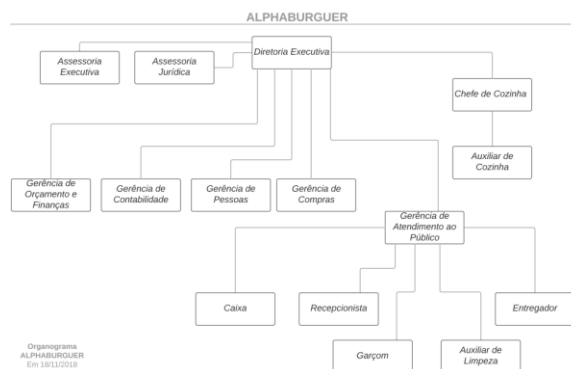 ALPHABURGUER
Diretoria Executiva
Assessoria
Executiva
Assessoria
Jurídica
Chefe de Cozinha
Auxiliar de
Cozinha
Gerência de
Orçamento e
Finanças
Gerência de
Contabilidade
Gerência de
Pessoas
Gerência de
Compras
Gerência de
Atendimento ao
Público
Caixa
Recepcionista
Entregador
Garçom
Auxiliar de
Limpeza
Organograma
ALPHABURGUER
Em 18/11/2018